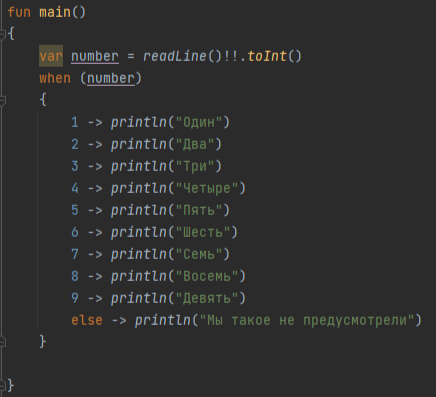 fun main()
{
    var number = readLine()!!.toInt()
    when (number)
    {
        1 -> println("Один")
        2 -> println("Два")
        3 -> println("Три")
        4 -> println("Четыре")
        5 -> println("Пять")
        6 -> println("Шесть")
        7 -> println("Семь")
        8 -> println("Восемь")
        9 -> println("Девять")
        else -> println("Мы такое не предусмотрели")
    }
}